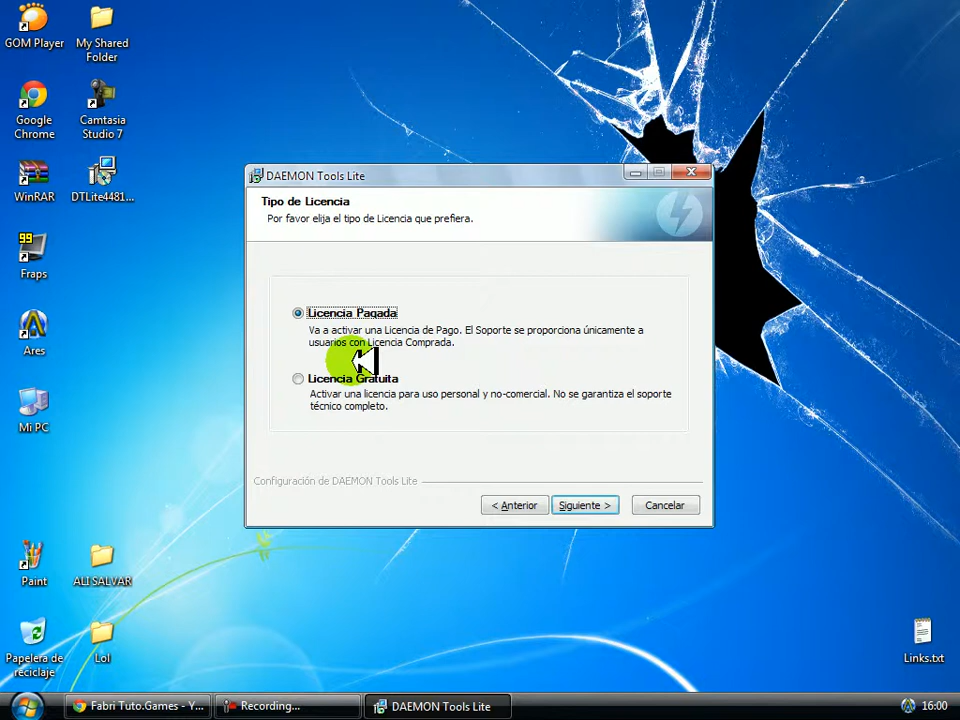 GOM Player
My Shared
Folder
Google
Chrome
Camtasia
Studio 7
WinRAR
DTLite4481...
99
Fraps
Ares
Mi PC
Paint
ALI SALVAR
Papelera de
reciclaje
Lol
DAEMON Tools Lite
Tipo de Licencia
Por favor elija el tipo de Licencia que prefiera.
Licencia Pagada
Va a activar una Licencia de Pago. El Soporte se proporciona únicamente a
usuarios con Licencia Comprada.
Licencia Gratuita
Activar una licencia para uso personal y no-comercial. No se garantiza el soporte
técnico completo.
Configuración de DAEMON Tools Lite
< Anterior
Siguiente >
Cancelar
Links.txt
Fabri Tuto.Games - Y...
Recording...
DAEMON Tools Lite
16:00